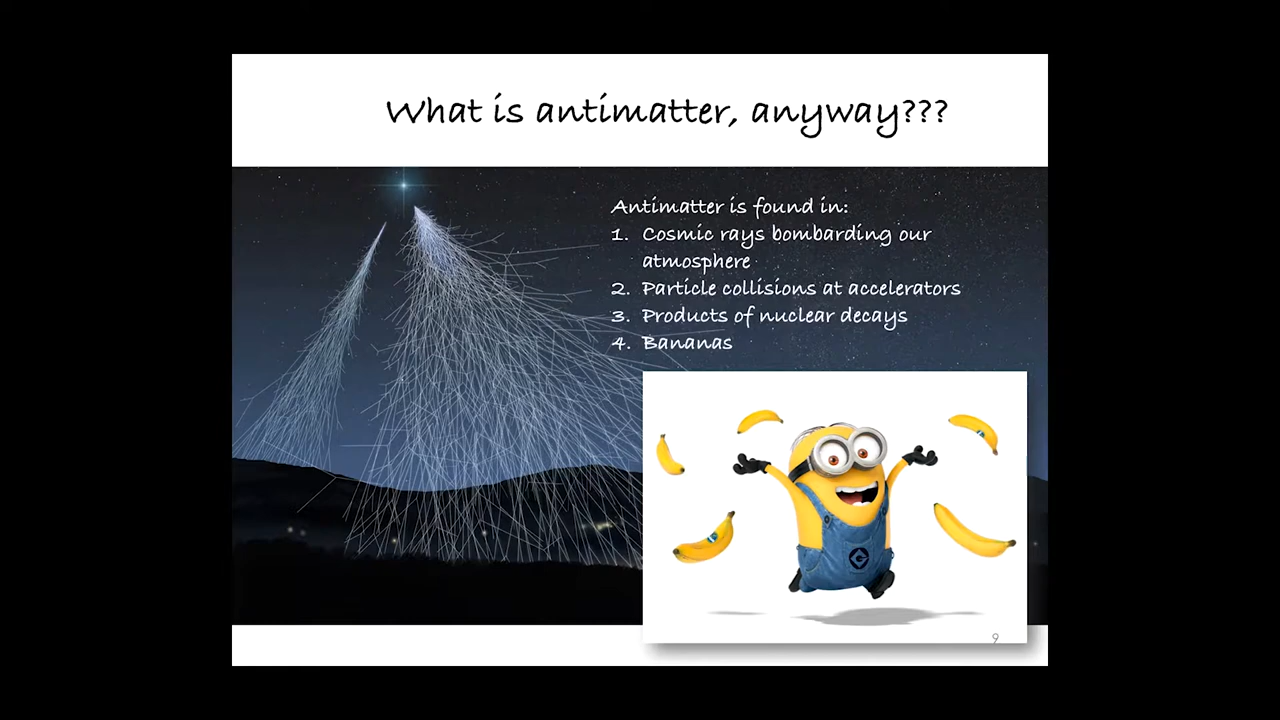 What is antimatter, anyway???
Antimatter is found in:
1. Cosmic rays bombarding our
atmosphere
2. Particle collisions at accelerators
3. Products of nuclear decays
4. Bananas
9